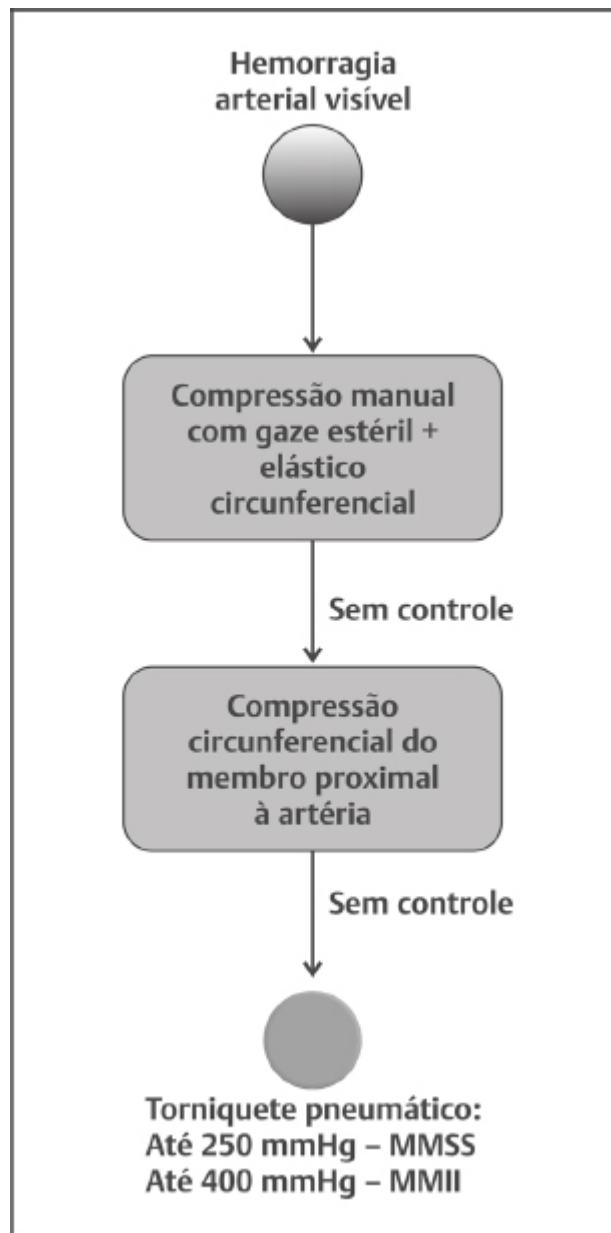 Hemorragia
arterial visível
Compressão manual
com gaze estéril +
elástico
circunferencial
Sem controle
Compressão
circunferencial do
membro proximal
à artéria
Sem controle
Torniquete pneumático:
Até 250 mmHg – MMSS
Até 400 mmHg – MMII